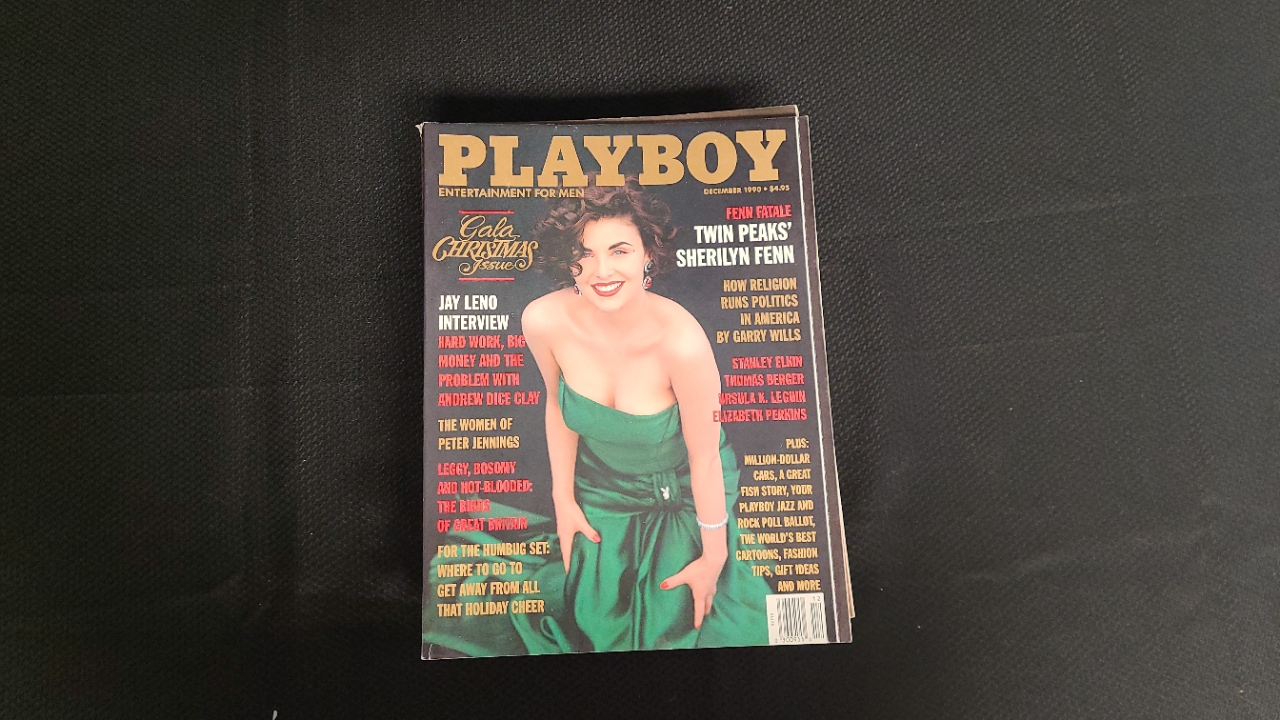 PLAYBOY
ENTERTAINMENT FOR MEN
DECEMBER 1990 • $4.95
Gala
CHRISTMAS
Issue
JAY LENO
INTERVIEW
HARD WORK, BIG
MONEY AND THE
PROBLEM WITH
ANDREW DICE CLAY
THE WOMEN OF
PETER JENNINGS
LEGGY, BOSOMY
AND HOT-BLOODED:
THE BIRDS
OF GREAT BRITAIN
FOR THE HUMBUG SET:
WHERE TO GO TO
GET AWAY FROM ALL
THAT HOLIDAY CHEER
FENN FATALE
TWIN PEAKS'
SHERILYN FENN
HOW RELIGION
RUNS POLITICS
IN AMERICA
BY GARRY WILLS
STANLEY ELKIN
THOMAS BERGER
URSULA K. LEGUIN
ELIZABETH PERKINS
PLUS:
MILLION-DOLLAR
CARS, A GREAT
FISH STORY, YOUR
PLAYBOY JAZZ AND
ROCK POLL BALLOT,
THE WORLD'S BEST
CARTOONS, FASHION
TIPS, GIFT IDEAS
AND MORE
12